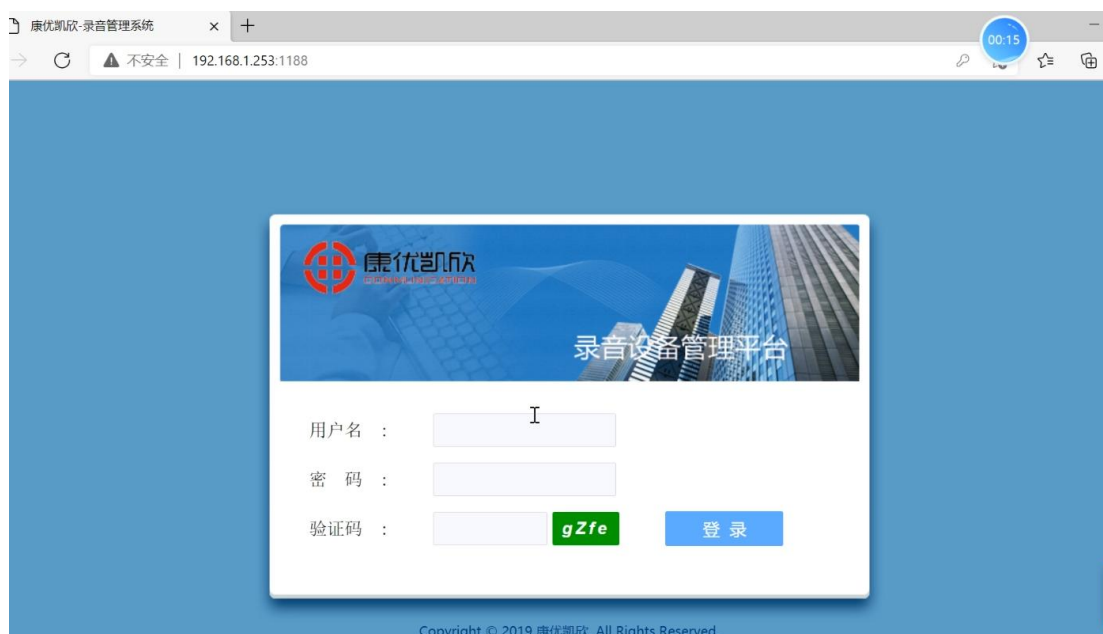 康优凯欣-录音管理系统
00:15
不安全 | 192.168.1.253:1188
康优凯欣
录音设备管理平台
用户名 :
密 码 :
验证码 : gZfe 登 录
Copyright © 2019 康优凯欣. All Rights Reserved